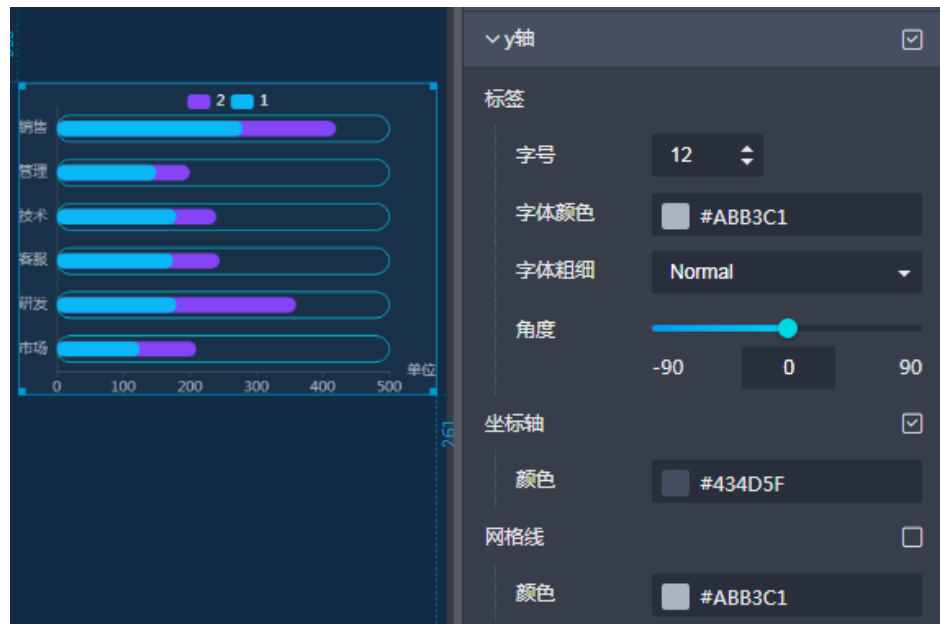 2 1
销售
管理
技术
客服
研发
市场
单位
0 100 200 300 400 500
261
y轴
标签
字号 12
字体颜色 #ABB3C1
字体粗细 Normal
角度
-90 0 90
坐标轴
颜色 #434D5F
网格线
颜色 #ABB3C1